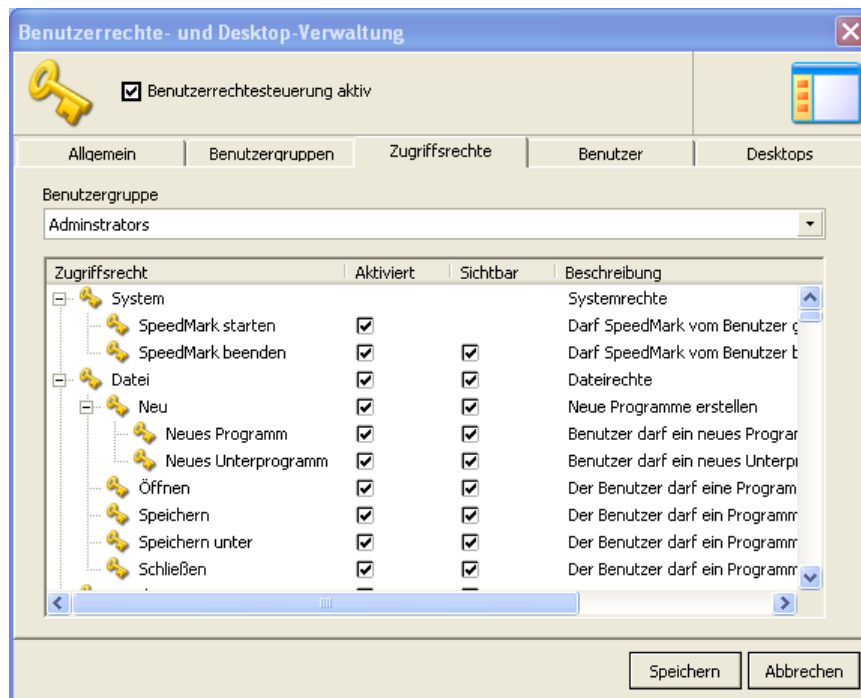 Benutzerrechte- und Desktop-Verwaltung
Benutzerrechtesteuerung aktiv
Allgemein Benutzergruppen Zugriffsrechte Benutzer Desktops
Benutzergruppe
Adminstrators
Zugriffsrecht Aktiviert Sichtbar Beschreibung
System Systemrechte
SpeedMark starten Darf SpeedMark vom Benutzer
SpeedMark beenden Darf SpeedMark vom Benutzer
Datei Dateirechte
Neu Neue Programme erstellen
Neues Programm Benutzer darf ein neues
Neues Unterprogramm Benutzer darf ein neues
Öffnen Der Benutzer darf eine Program
Speichern Der Benutzer darf ein Programm
Speichern unter Der Benutzer darf ein Programm
Schließen Der Benutzer darf ein Programm
Speichern Abbrechen